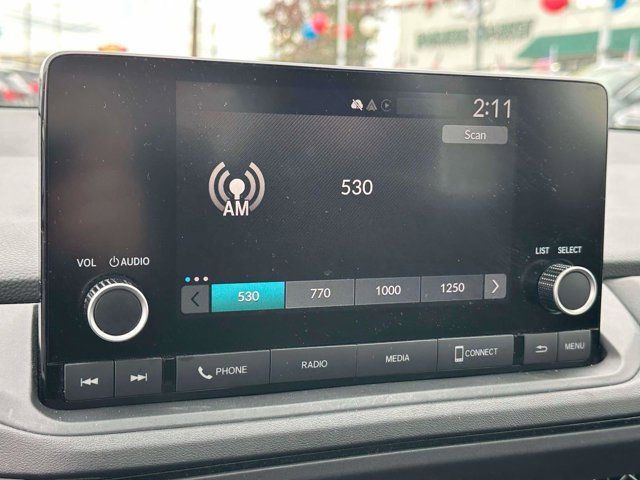 2:11
Scan
530
AM
VOL AUDIO
LIST SELECT
530 770 1000 1250
PHONE RADIO MEDIA CONNECT MENU